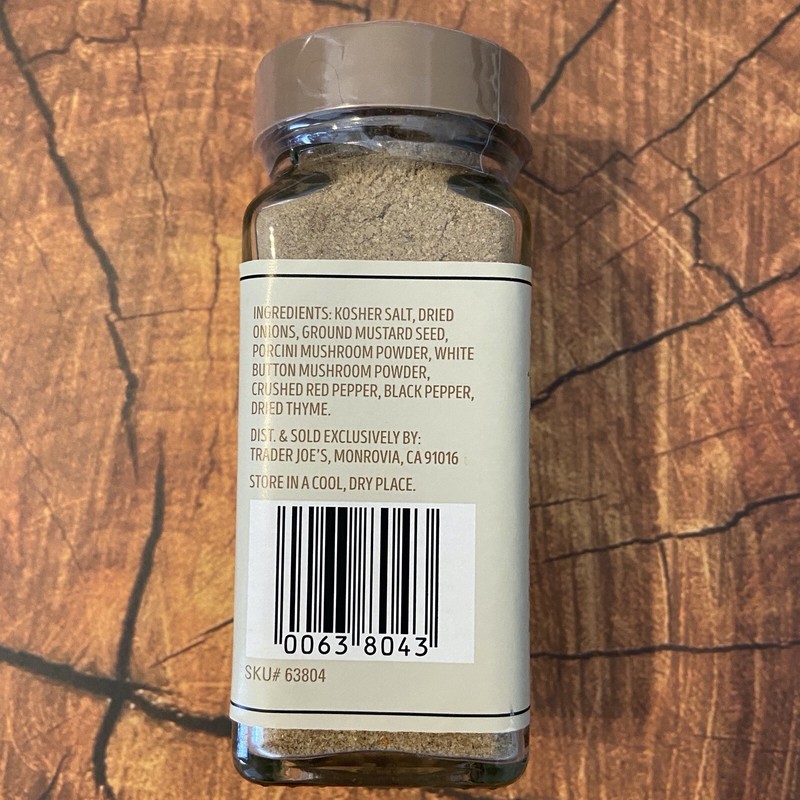 INGREDIENTS: KOSHER SALT, DRIED
ONIONS, GROUND MUSTARD SEED,
PORCINI MUSHROOM POWDER, WHITE
BUTTON MUSHROOM POWDER,
CRUSHED RED PEPPER, BLACK PEPPER,
DRIED THYME.
DIST. & SOLD EXCLUSIVELY BY:
TRADER JOE'S, MONROVIA, CA 91016
STORE IN A COOL, DRY PLACE.
0063 8043
SKU# 63804